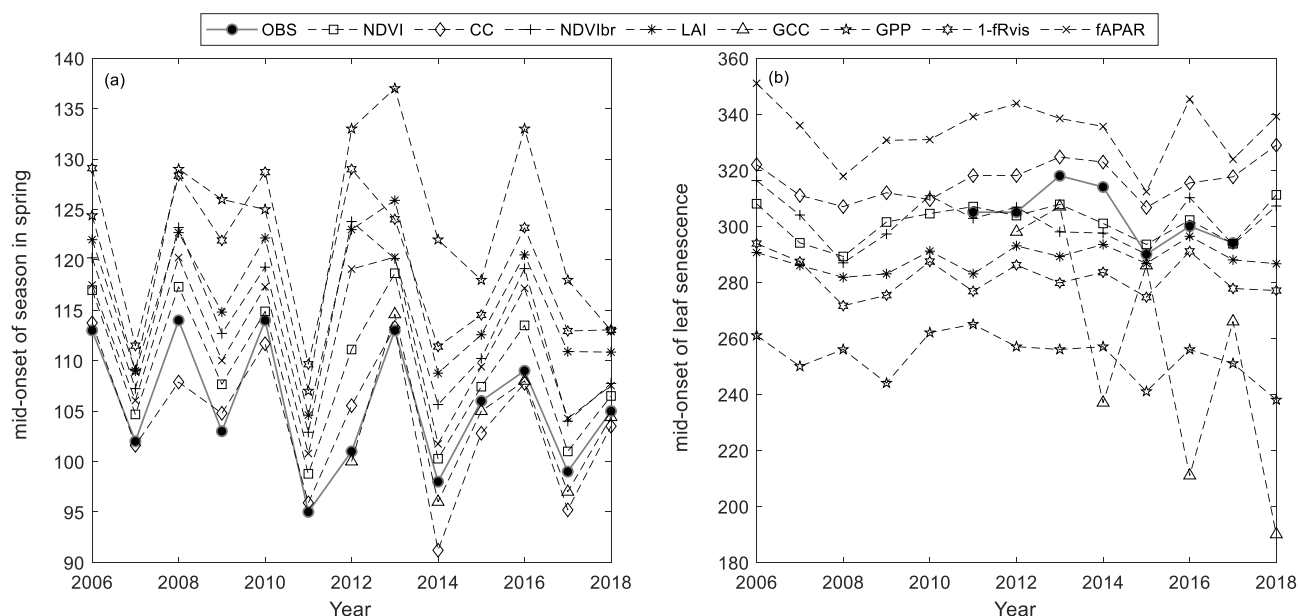 OBS NDVI CC NDVIbr LAI GCC GPP 1-fRvis fAPAR
(a)
mid-onset of season in spring
140
135
130
125
120
115
110
105
100
95
90
2006 2008 2010 2012 2014 2016 2018
Year
(b)
mid-onset of leaf senescence
360
340
320
300
280
260
240
220
200
180
2006 2008 2010 2012 2014 2016 2018
Year